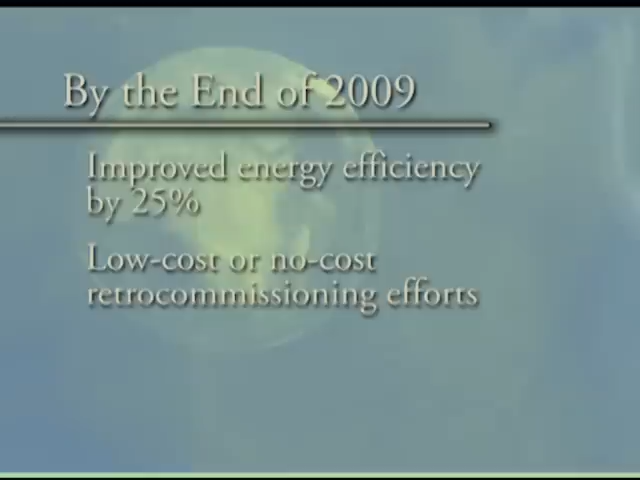 By the End of 2009
Improved energy efficiency
by 25%
Low-cost or no-cost
retrocommissioning efforts